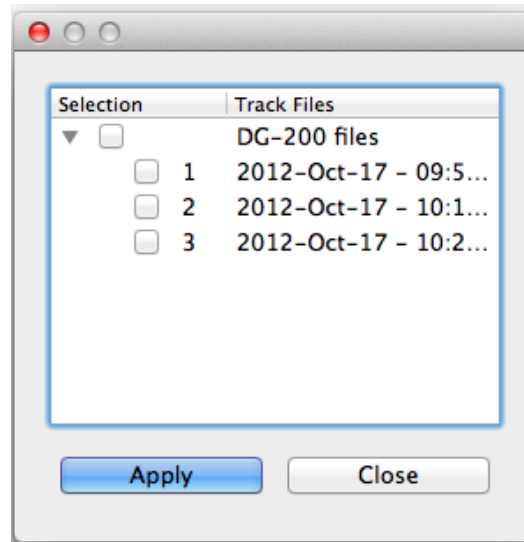 Selection Track Files
DG-200 files
1 2012-Oct-17 - 09:5...
2 2012-Oct-17 - 10:1...
3 2012-Oct-17 - 10:2...
Apply Close